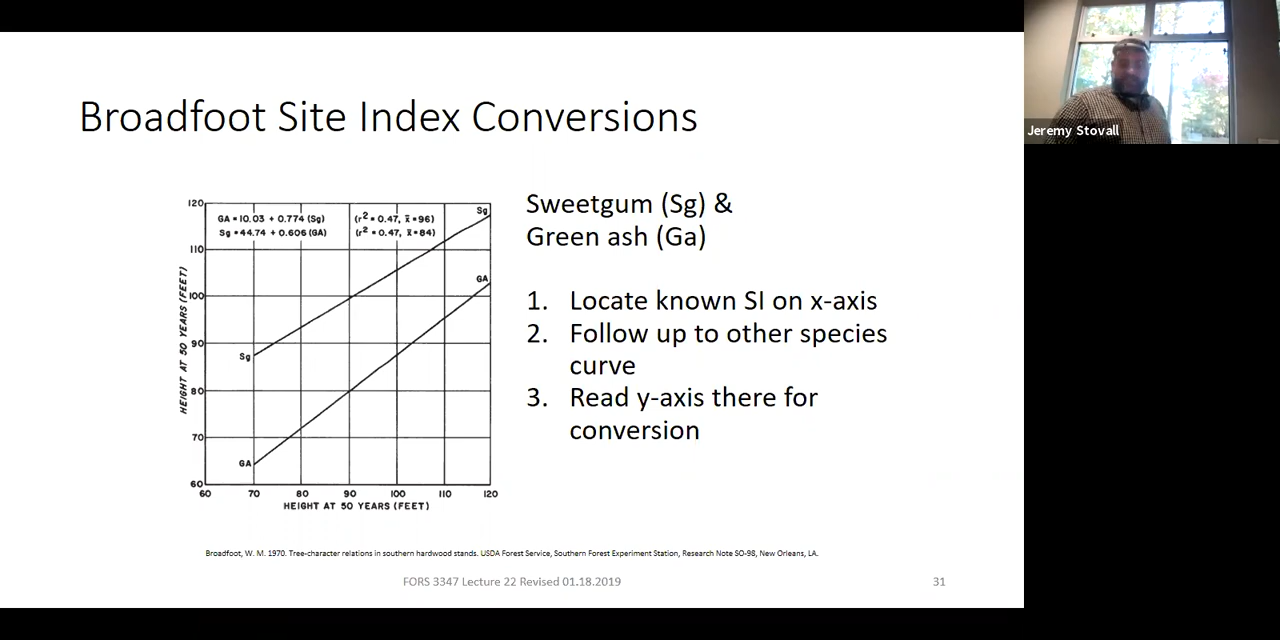 Jeremy Stovall
Broadfoot Site Index Conversions
GA = 10.03 + 0.774 (Sg) (r² = 0.47, x̄ = 96)
Sg = 44.74 + 0.606 (GA) (r² = 0.47, x̄ = 84)
120
110
100
90
80
70
60
HEIGHT AT 50 YEARS (FEET)
Sg
GA
Sg
GA
60 70 80 90 100 110 120
HEIGHT AT 50 YEARS (FEET)
Sweetgum (Sg) &
Green ash (Ga)
1. Locate known SI on x-axis
2. Follow up to other species
curve
3. Read y-axis there for
conversion
Broadfoot, W. M. 1970. Tree-character relations in southern hardwood stands. USDA Forest Service, Southern Forest Experiment Station, Research Note SO-98, New Orleans, LA.
FORS 3347 Lecture 22 Revised 01.18.2019
31